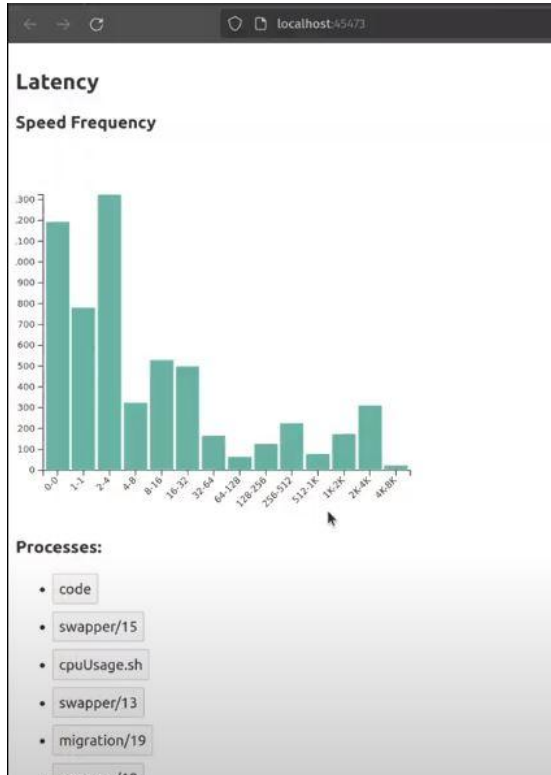 localhost:45473
Latency
Speed Frequency
,300
,200
,100
,000
900
800
700
600
500
400
300
200
100
0
0-0
1-1
2-4
4-8
8-16
16-32
32-64
64-128
128-256
256-512
512-1K
1K-2K
2K-4K
4K-8K
Processes:
code
swapper/15
cpuUsage.sh
swapper/13
migration/19